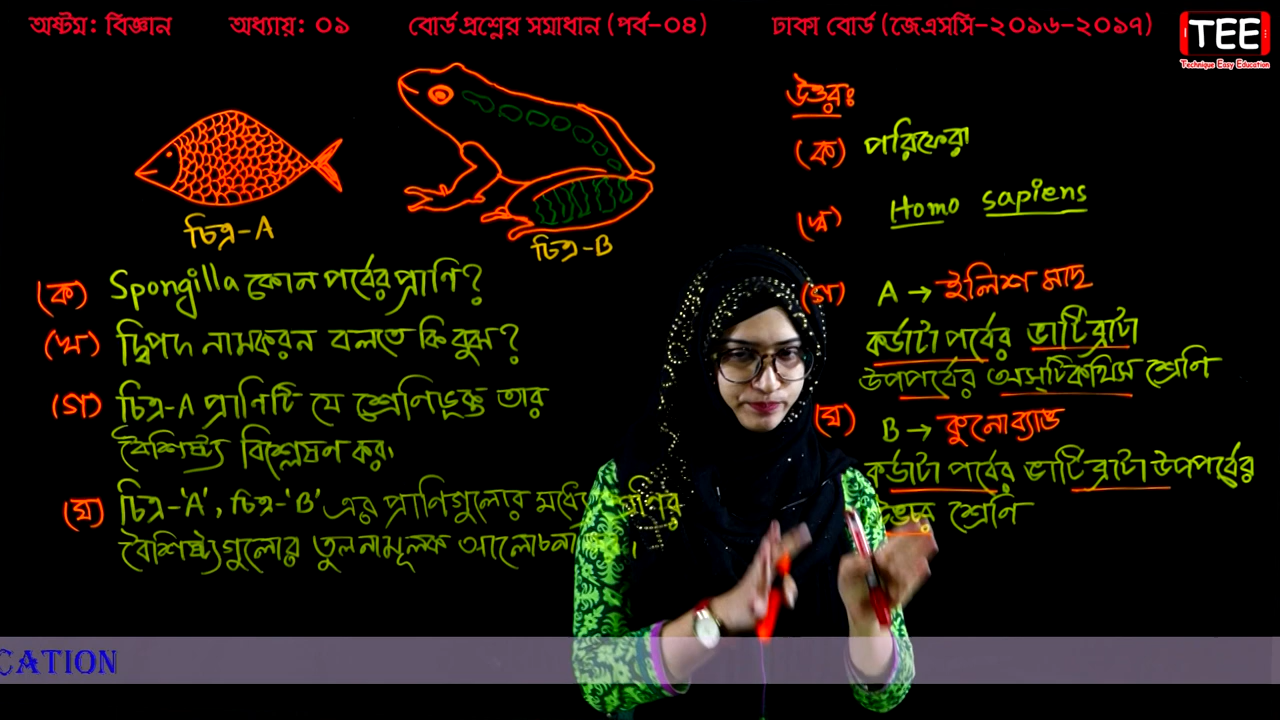 অষ্টম: বিজ্ঞান অধ্যায়: ০১ বোর্ড প্রশ্নের সমাধান (পর্ব-০৪) ঢাকা বোর্ড (জেএসসি-২০১৬-২০১৭)
TEE
Technique Easy Education
চিত্র-A
চিত্র-B
(ক) Spongilla কোন পর্বের প্রাণি?
(খ) দ্বিপদ নামকরন বলতে কি বুঝ?
(গ) চিত্র-A প্রাণিটি যে শ্রেণিভূক্ত তার
বৈশিষ্ট্য বিশ্লেষন কর।
(ঘ) চিত্র-'A', চিত্র-'B' এর প্রাণিগুলোর মধ্যে
বৈশিষ্ট্যগুলোর তুলনামূলক আলোচনা
উত্তরঃ
(ক) পরিফেরা
(খ) Homo sapiens
(গ) A → ইলিশ মাছ
কর্ডাটা পর্বের ভার্টিব্রাটা
উপপর্বের অসটিকথিস শ্রেণি
(ঘ) B → কুনোব্যাঙ
কর্ডাটা পর্বের ভার্টিব্রাটা উপপর্বের
উভচর শ্রেণি
CATION